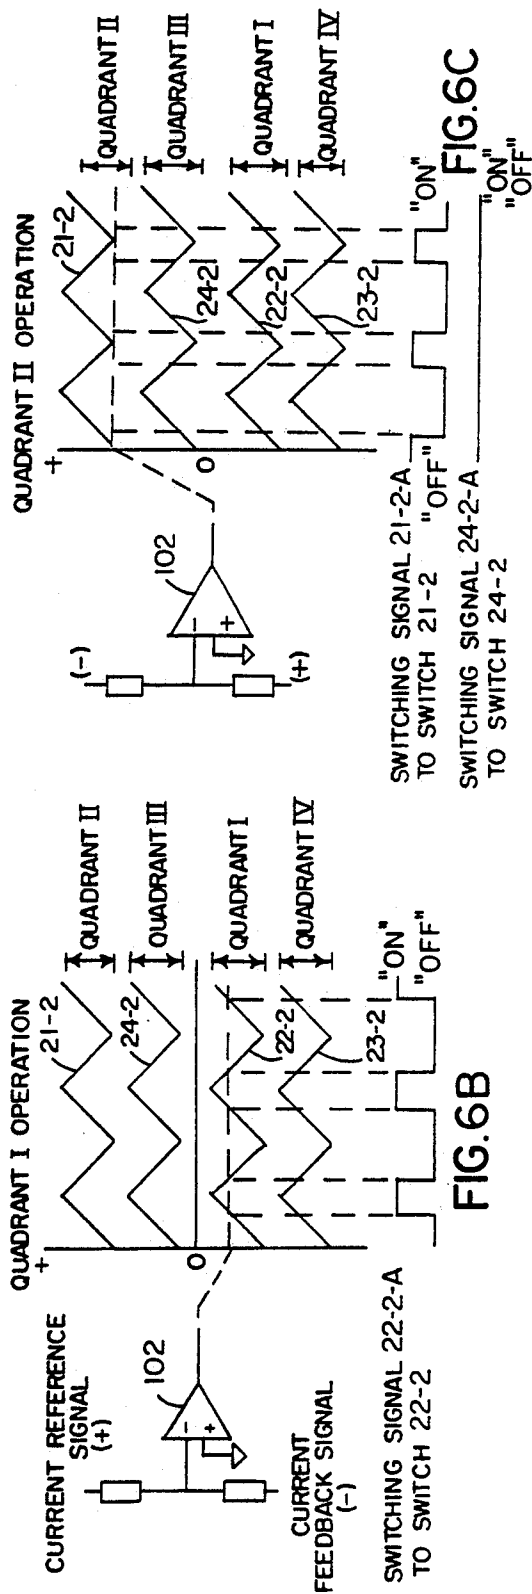 QUADRANT I OPERATION
CURRENT REFERENCE
SIGNAL
(+)
102
-
+
CURRENT
FEEDBACK SIGNAL
(-)
+
0
21-2
24-2
22-2
23-2
QUADRANT II
QUADRANT III
QUADRANT I
QUADRANT IV
SWITCHING SIGNAL 22-2-A
TO SWITCH 22-2
"ON"
"OFF"
FIG.6B
QUADRANT II OPERATION
(-)
102
-
+
(+)
+
0
21-2
24-2
22-2
23-2
QUADRANT II
QUADRANT III
QUADRANT I
QUADRANT IV
SWITCHING SIGNAL 21-2-A
TO SWITCH 21-2
"OFF"
"ON"
SWITCHING SIGNAL 24-2-A
TO SWITCH 24-2
"ON"
"OFF"
FIG.6C